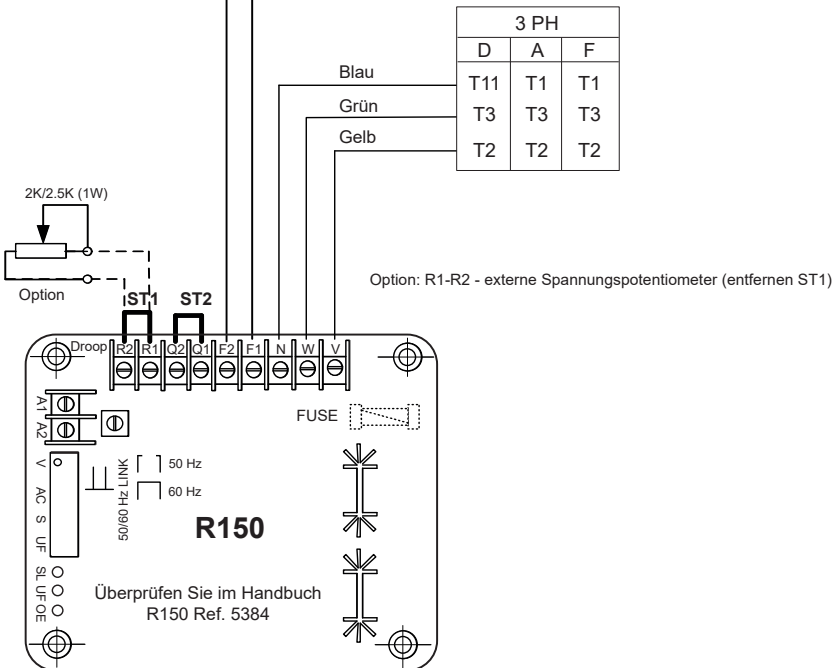 3 PH
D A F
Blau T11 T1 T1
Grün T3 T3 T3
Gelb T2 T2 T2
2K/2.5K (1W)
Option
Option: R1-R2 - externe Spannungspotentiometer (entfernen ST1)
ST1 ST2
Droop R2 R1 Q2 Q1 F2 F1 N W V
A1
A2
FUSE
V
AC
S
UF
50/60 Hz LINK
50 Hz
60 Hz
R150
SL
UF
OE
Überprüfen Sie im Handbuch
R150 Ref. 5384